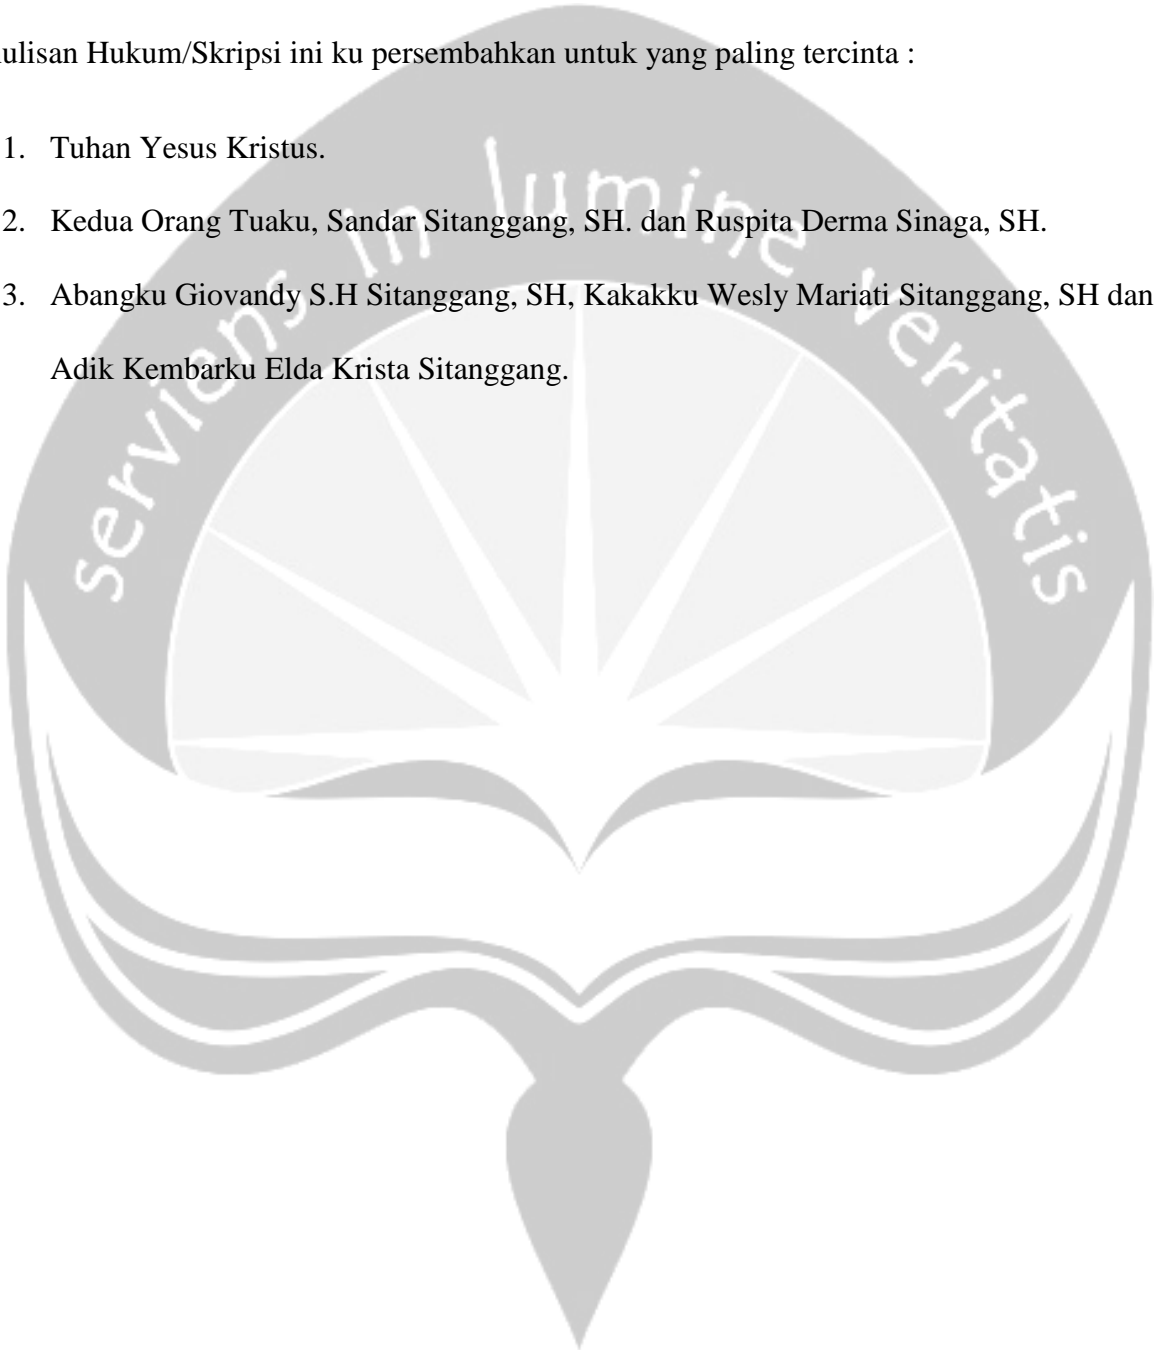 ulisan Hukum/Skripsi ini ku persembahkan untuk yang paling tercinta :
1. Tuhan Yesus Kristus.
2. Kedua Orang Tuaku, Sandar Sitanggang, SH. dan Ruspita Derma Sinaga, SH.
3. Abangku Giovandy S.H Sitanggang, SH, Kakakku Wesly Mariati Sitanggang, SH dan
Adik Kembarku Elda Krista Sitanggang.
serviens in lumine veritatis